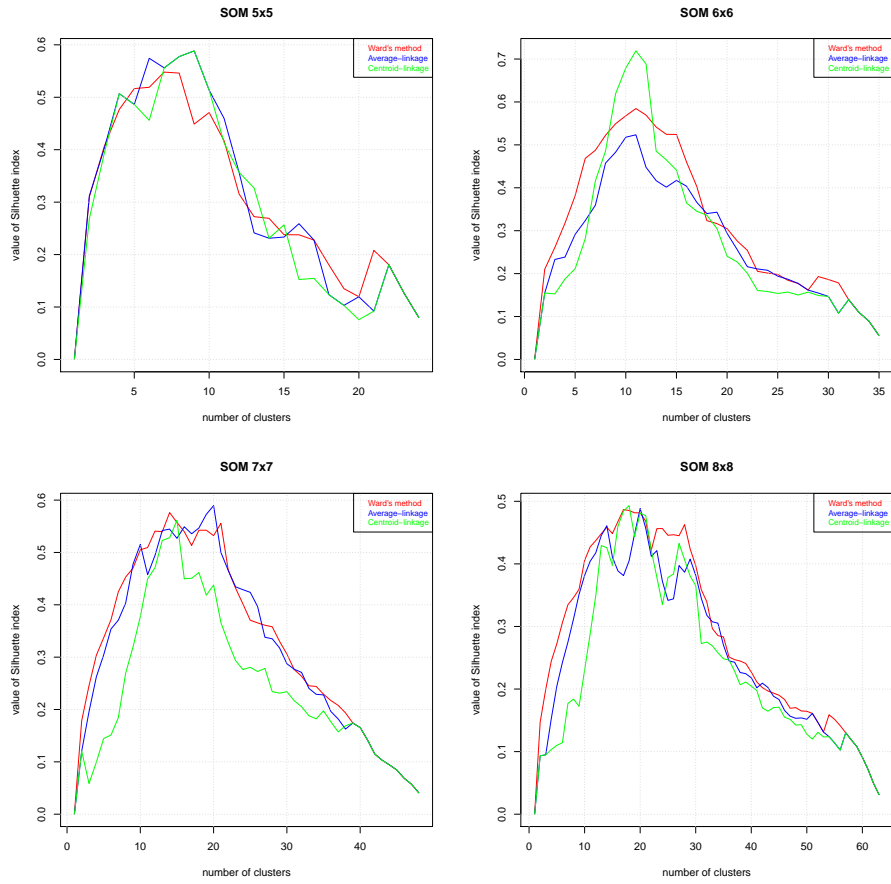 SOM 5x5
value of Silhuette index
0.0 0.1 0.2 0.3 0.4 0.5 0.6
Ward's method
Average−linkage
Centroid−linkage
5 10 15 20
number of clusters
SOM 6x6
value of Silhuette index
0.0 0.1 0.2 0.3 0.4 0.5 0.6 0.7
Ward's method
Average−linkage
Centroid−linkage
0 5 10 15 20 25 30 35
number of clusters
SOM 7x7
value of Silhuette index
0.0 0.1 0.2 0.3 0.4 0.5 0.6
Ward's method
Average−linkage
Centroid−linkage
0 10 20 30 40
number of clusters
SOM 8x8
value of Silhuette index
0.0 0.1 0.2 0.3 0.4 0.5
Ward's method
Average−linkage
Centroid−linkage
0 10 20 30 40 50 60
number of clusters